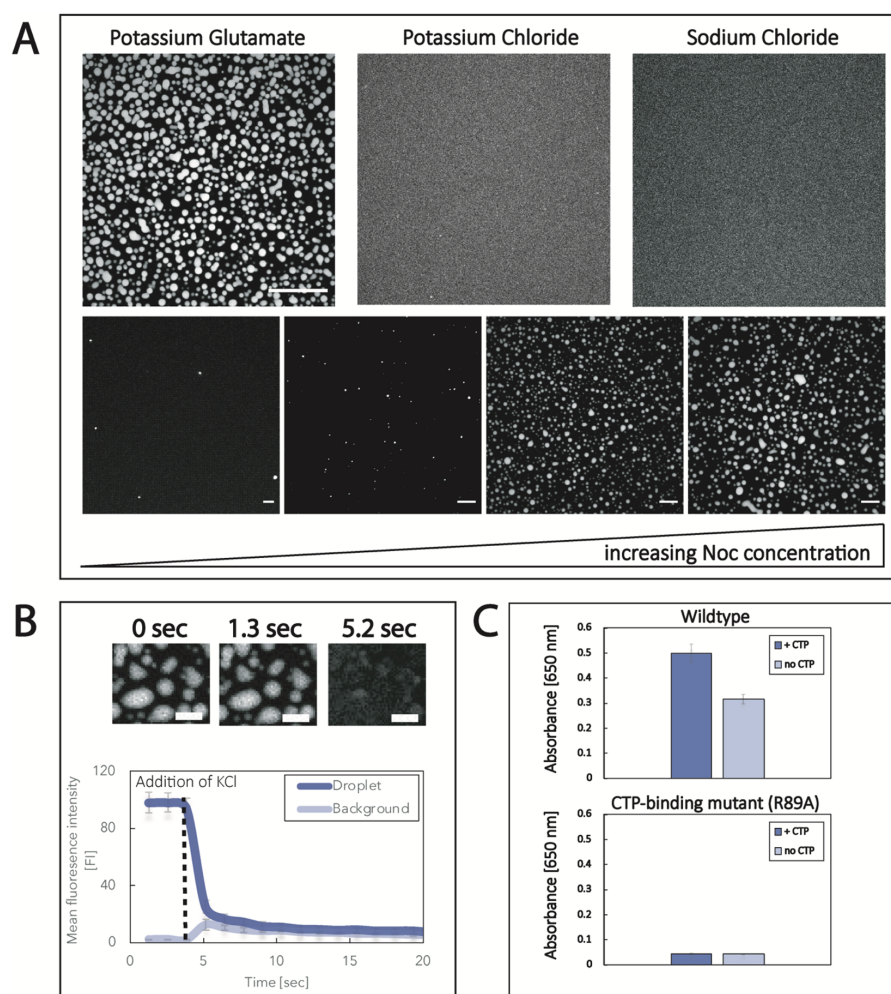 A
Potassium Glutamate Potassium Chloride Sodium Chloride
increasing Noc concentration
B
0 sec 1.3 sec 5.2 sec
Mean fluoresence intensity
[FI]
120
90
60
30
0
Addition of KCl
Droplet
Background
0 5 10 15 20
Time [sec]
C
Wildtype
Absorbance [650 nm]
0.6
0.5
0.4
0.3
0.2
0.1
0
+ CTP
no CTP
CTP-binding mutant (R89A)
Absorbance [650 nm]
0.6
0.5
0.4
0.3
0.2
0.1
0
+ CTP
no CTP